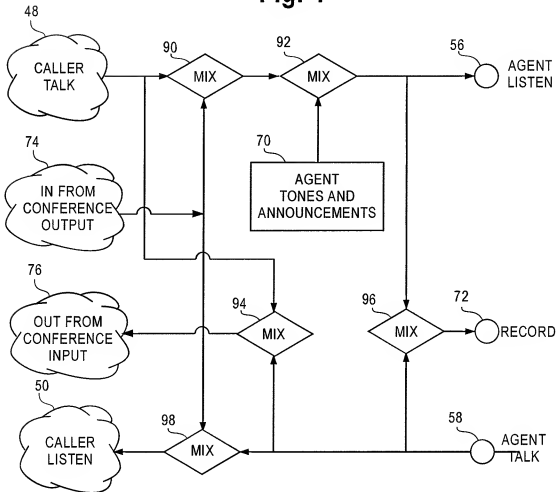 48
CALLER
TALK
90
MIX
92
MIX
56
AGENT
LISTEN
74
IN FROM
CONFERENCE
OUTPUT
70
AGENT
TONES AND
ANNOUNCEMENTS
76
OUT FROM
CONFERENCE
INPUT
94
MIX
96
MIX
72
RECORD
50
CALLER
LISTEN
98
MIX
58
AGENT
TALK